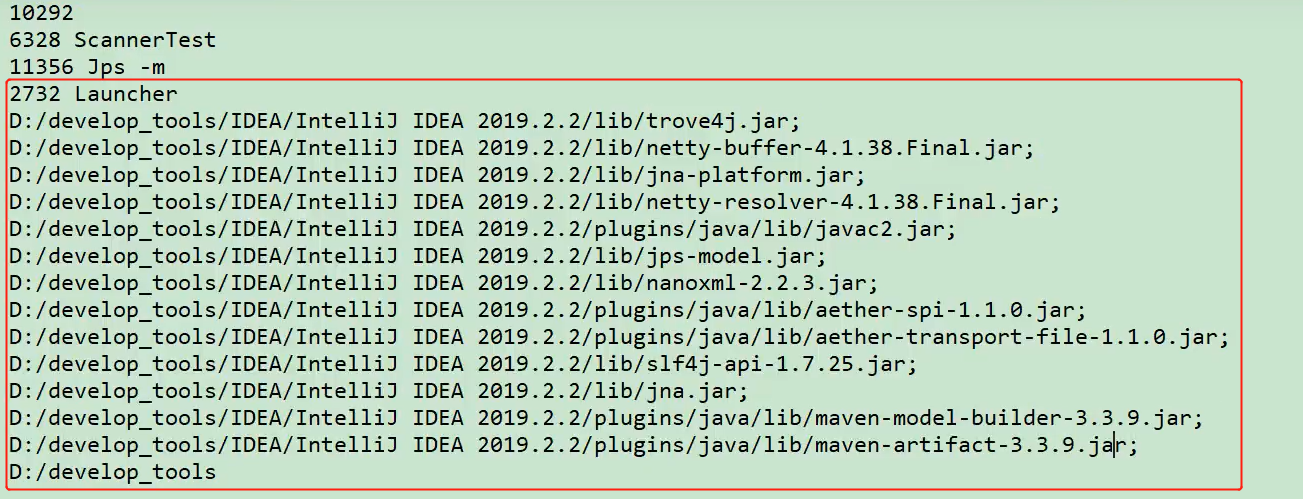 10292
6328 ScannerTest
11356 Jps -m
2732 Launcher
D:/develop_tools/IDEA/IntelliJ IDEA 2019.2.2/lib/trove4j.jar;
D:/develop_tools/IDEA/IntelliJ IDEA 2019.2.2/lib/netty-buffer-4.1.38.Final.jar;
D:/develop_tools/IDEA/IntelliJ IDEA 2019.2.2/lib/jna-platform.jar;
D:/develop_tools/IDEA/IntelliJ IDEA 2019.2.2/lib/netty-resolver-4.1.38.Final.jar;
D:/develop_tools/IDEA/IntelliJ IDEA 2019.2.2/plugins/java/lib/javac2.jar;
D:/develop_tools/IDEA/IntelliJ IDEA 2019.2.2/lib/jps-model.jar;
D:/develop_tools/IDEA/IntelliJ IDEA 2019.2.2/lib/nanoxml-2.2.3.jar;
D:/develop_tools/IDEA/IntelliJ IDEA 2019.2.2/plugins/java/lib/aether-spi-1.1.0.jar;
D:/develop_tools/IDEA/IntelliJ IDEA 2019.2.2/plugins/java/lib/aether-transport-file-1.1.0.jar;
D:/develop_tools/IDEA/IntelliJ IDEA 2019.2.2/lib/slf4j-api-1.7.25.jar;
D:/develop_tools/IDEA/IntelliJ IDEA 2019.2.2/lib/jna.jar;
D:/develop_tools/IDEA/IntelliJ IDEA 2019.2.2/plugins/java/lib/maven-model-builder-3.3.9.jar;
D:/develop_tools/IDEA/IntelliJ IDEA 2019.2.2/plugins/java/lib/maven-artifact-3.3.9.jar;
D:/develop_tools